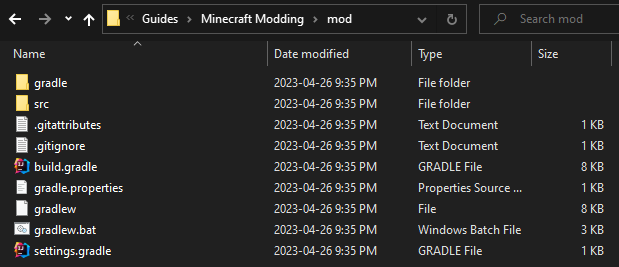 « Guides › Minecraft Modding › mod Search mod
Name Date modified Type Size
gradle 2023-04-26 9:35 PM File folder
src 2023-04-26 9:35 PM File folder
.gitattributes 2023-04-26 9:35 PM Text Document 1 KB
.gitignore 2023-04-26 9:35 PM Text Document 1 KB
build.gradle 2023-04-26 9:35 PM GRADLE File 8 KB
gradle.properties 2023-04-26 9:35 PM Properties Source ... 1 KB
gradlew 2023-04-26 9:35 PM File 8 KB
gradlew.bat 2023-04-26 9:35 PM Windows Batch File 3 KB
settings.gradle 2023-04-26 9:35 PM GRADLE File 1 KB